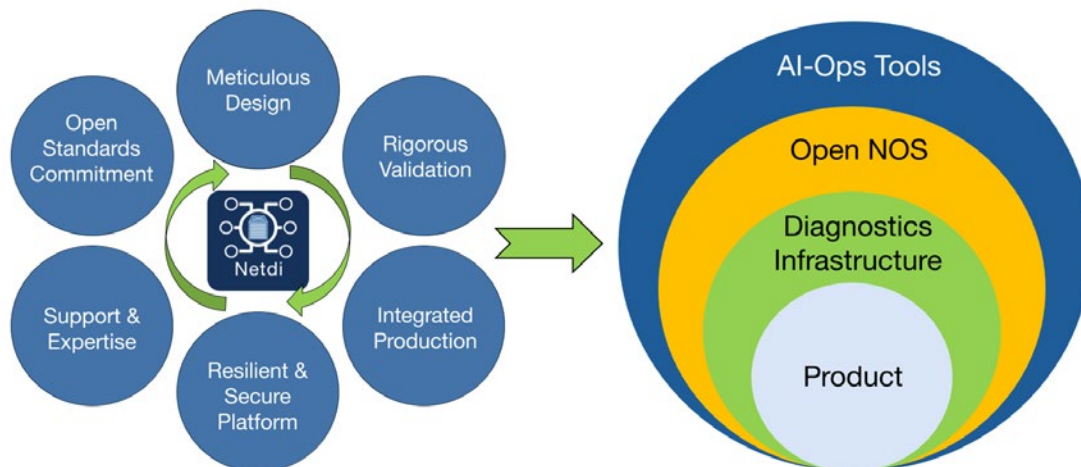 Meticulous
Design
Open
Standards
Commitment
Rigorous
Validation
Netdi
Support &
Expertise
Integrated
Production
Resilient &
Secure
Platform
AI-Ops Tools
Open NOS
Diagnostics
Infrastructure
Product